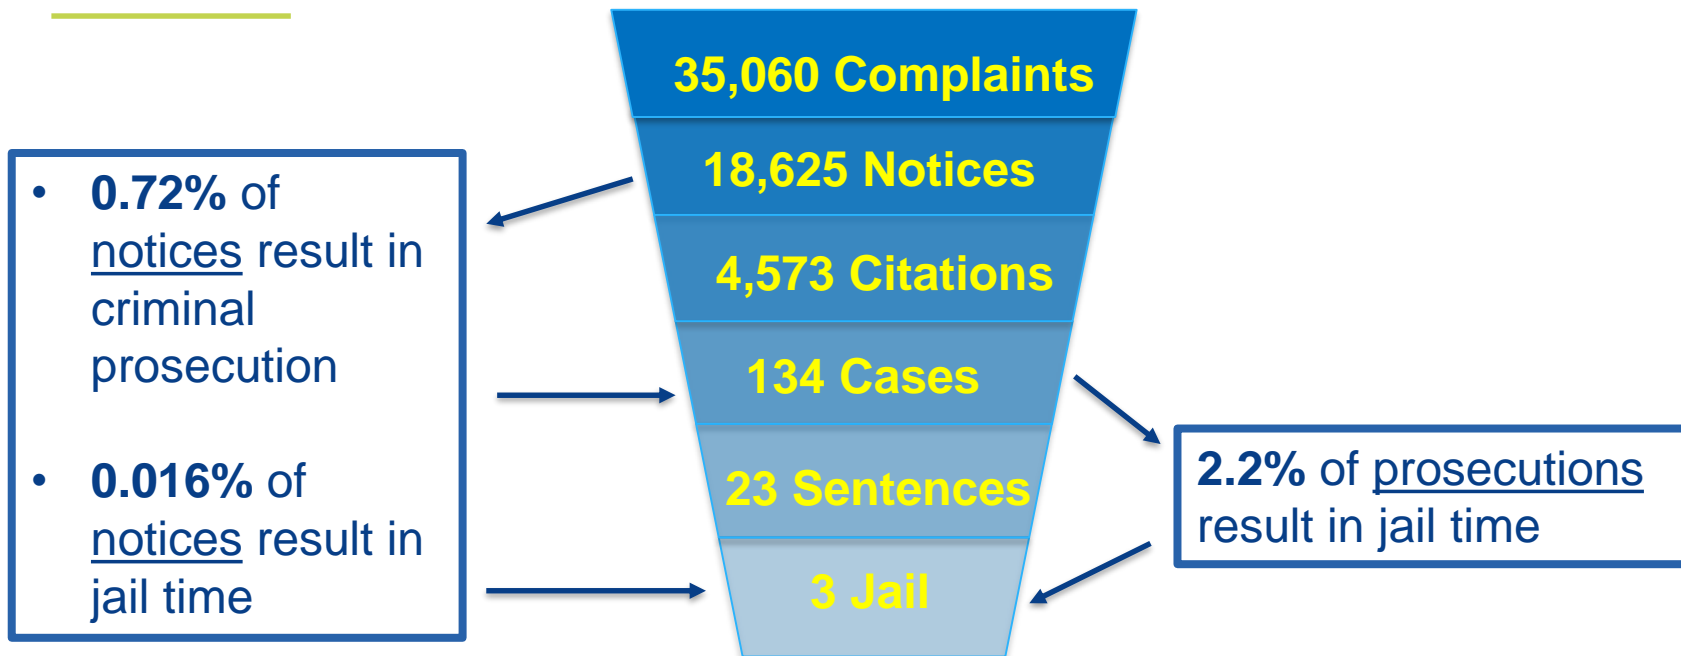 35,060 Complaints
18,625 Notices
4,573 Citations
134 Cases
23 Sentences
3 Jail
• 0.72% of
notices result in
criminal
prosecution
• 0.016% of
notices result in
jail time
2.2% of prosecutions
result in jail time